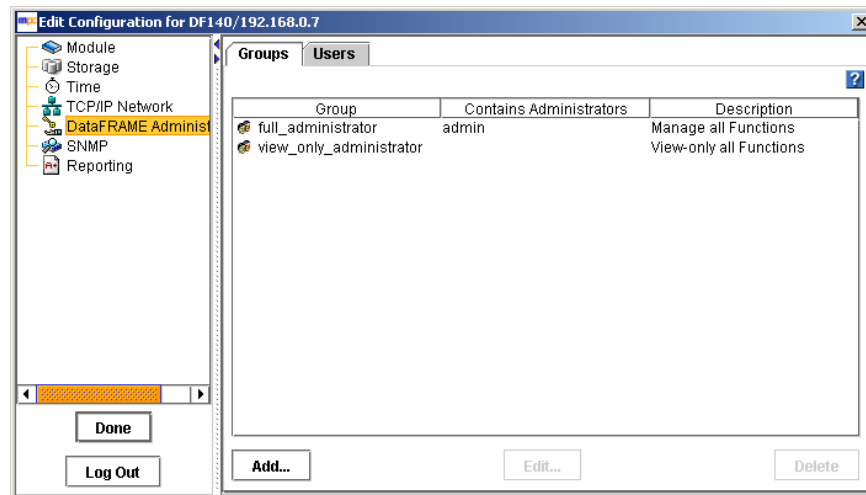 mpc Edit Configuration for DF140/192.168.0.7
Module
Storage
Time
TCP/IP Network
DataFRAME Administ
SNMP
A+ Reporting
Done
Log Out
Groups Users
?
Group Contains Administrators Description
full_administrator admin Manage all Functions
view_only_administrator View-only all Functions
Add... Edit... Delete